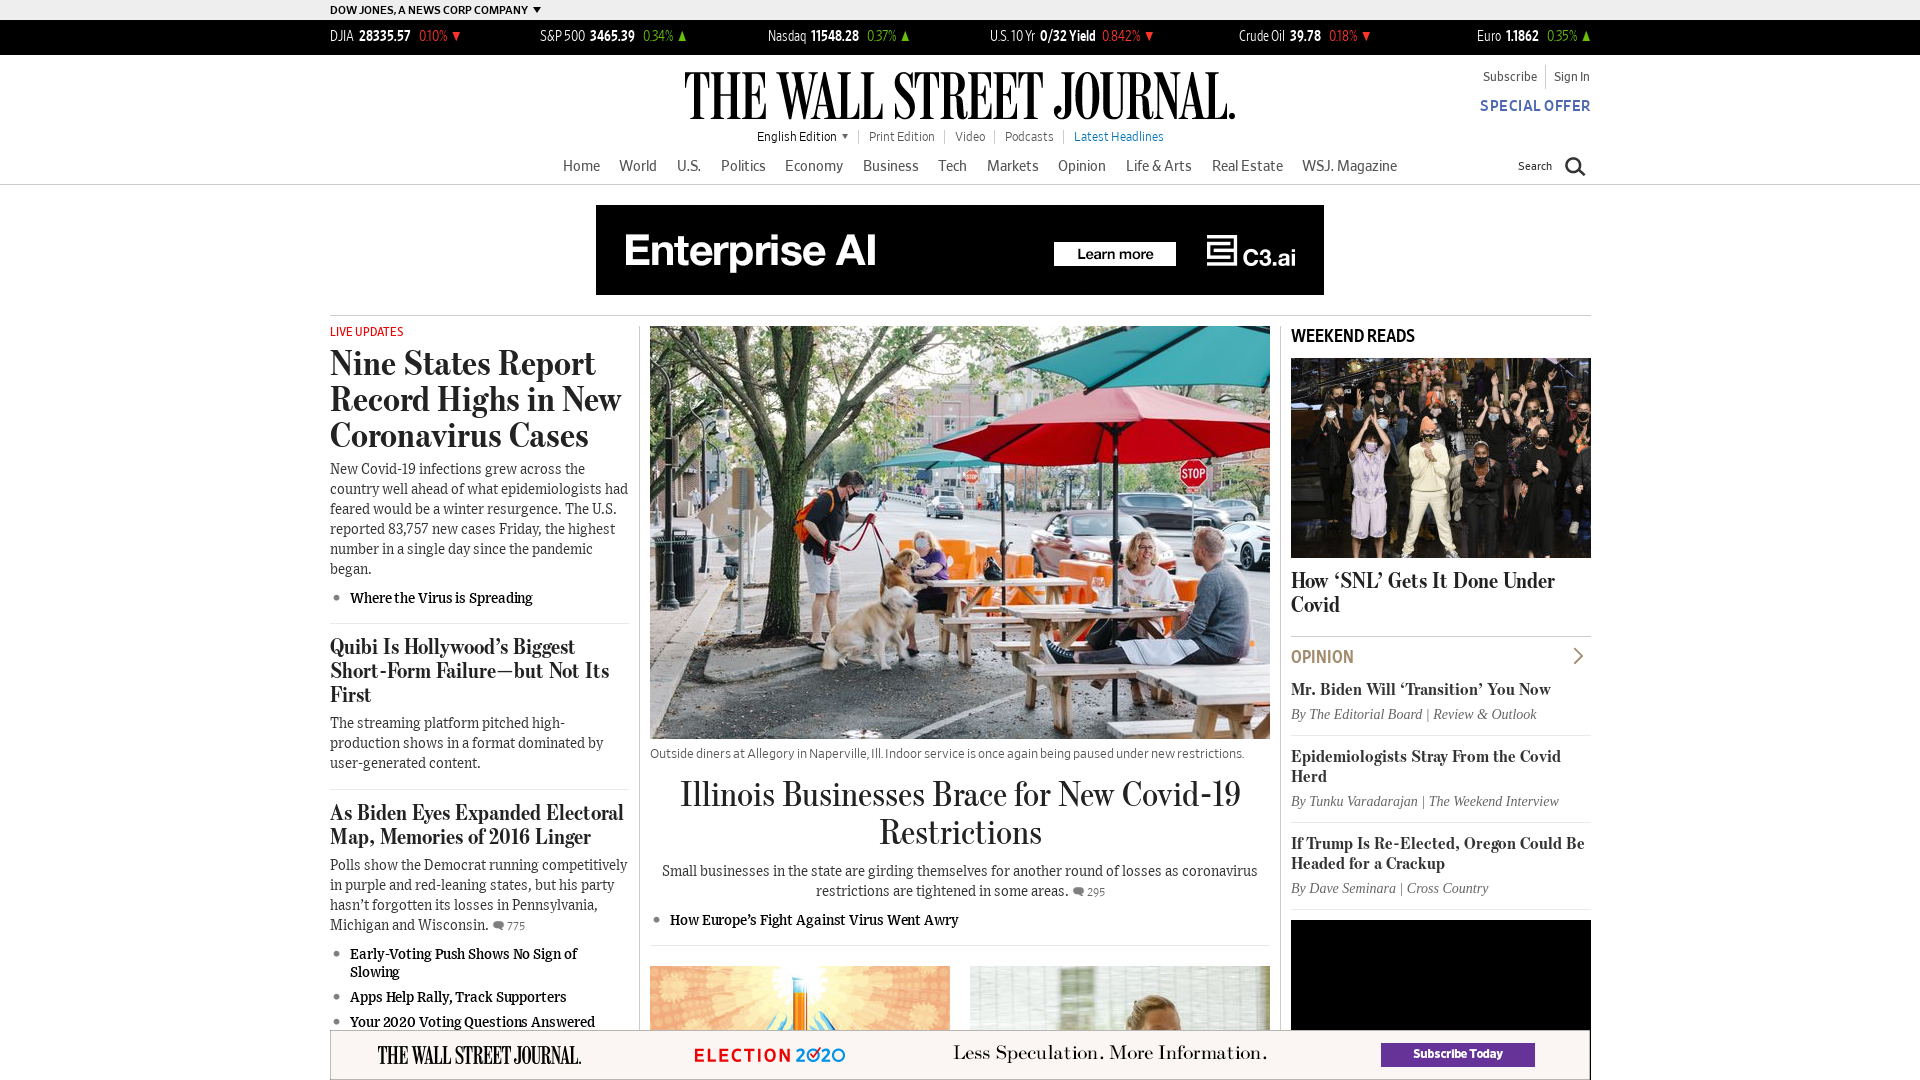 DOW JONES, A NEWS CORP COMPANY
DJIA 28335.57 0.10% S&P 500 3465.39 0.34% Nasdaq 11548.28 0.37% U.S. 10 Yr 0/32 Yield 0.842% Crude Oil 39.78 0.18% Euro 1.1862 0.35%
THE WALL STREET JOURNAL.
Subscribe Sign In
SPECIAL OFFER
English Edition Print Edition Video Podcasts Latest Headlines
Home World U.S. Politics Economy Business Tech Markets Opinion Life & Arts Real Estate WSJ. Magazine
Search
Enterprise AI Learn more C3.ai
LIVE UPDATES
Nine States Report
Record Highs in New
Coronavirus Cases
New Covid-19 infections grew across the
country well ahead of what epidemiologists had
feared would be a winter resurgence. The U.S.
reported 83,757 new cases Friday, the highest
number in a single day since the pandemic
began.
Where the Virus is Spreading
Quibi Is Hollywood’s Biggest
Short-Form Failure—but Not Its
First
The streaming platform pitched high-
production shows in a format dominated by
user-generated content.
As Biden Eyes Expanded Electoral
Map, Memories of 2016 Linger
Polls show the Democrat running competitively
in purple and red-leaning states, but his party
hasn’t forgotten its losses in Pennsylvania,
Michigan and Wisconsin. 775
Early-Voting Push Shows No Sign of
Slowing
Apps Help Rally, Track Supporters
Your 2020 Voting Questions Answered
STOP
STOP
Outside diners at Allegory in Naperville, Ill. Indoor service is once again being paused under new restrictions.
Illinois Businesses Brace for New Covid-19
Restrictions
Small businesses in the state are girding themselves for another round of losses as coronavirus
restrictions are tightened in some areas. 295
How Europe’s Fight Against Virus Went Awry
WEEKEND READS
How ‘SNL’ Gets It Done Under
Covid
OPINION
Mr. Biden Will ‘Transition’ You Now
By The Editorial Board | Review & Outlook
Epidemiologists Stray From the Covid
Herd
By Tunku Varadarajan | The Weekend Interview
If Trump Is Re-Elected, Oregon Could Be
Headed for a Crackup
By Dave Seminara | Cross Country
THE WALL STREET JOURNAL. ELECTION 2020 Less Speculation. More Information. Subscribe Today